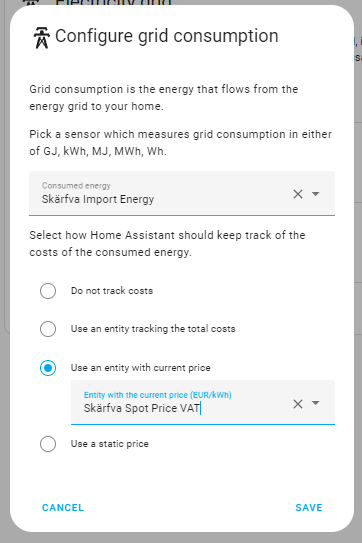 Electricity grid
Configure grid consumption
Grid consumption is the energy that flows from the
energy grid to your home.
Pick a sensor which measures grid consumption in either
of GJ, kWh, MJ, MWh, Wh.
Consumed energy
Skärfva Import Energy
Select how Home Assistant should keep track of the
costs of the consumed energy.
Do not track costs
Use an entity tracking the total costs
Use an entity with current price
Entity with the current price (EUR/kWh)
Skärfva Spot Price VAT
Use a static price
CANCEL
SAVE